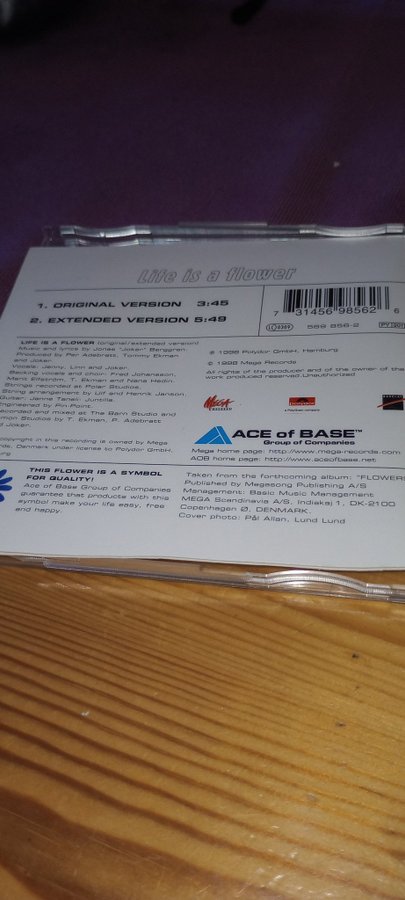 Life is a flower
1. ORIGINAL VERSION 3:45
2. EXTENDED VERSION 5:49
7 31456 98562 6
569 856-2
LIFE IS A FLOWER (original/extended version)
Music and lyrics by Jonas "Joker" Berggren
Produced by Per Adebratt, Tommy Ekman
and Joker.
Vocals: Jenny, Linn and Joker.
Backing vocals and choir: Fred Johansson,
Marit Elfström, T. Ekman and Nana Hedin.
Strings recorded at Polar Studios.
String arrangement by Ulf and Henrik Janson.
Guitar: Janne Taneli Juntilla.
Engineered by Pin Point.
Recorded and mixed at The Barn Studio and
Studios by T. Ekman, P. Adebratt
Joker.
copyright in this recording is owned by Mega
Denmark under license to Polydor GmbH,
℗ 1998 Polydor GmbH, Hamburg
© 1998 Mega Records
All rights of the producer and of the owner of the
work produced reserved. Unauthorized
MEGA
RECORDS
ACE of BASE™
Group of Companies
Mega home page: http://www.mega-records.com
AOB home page: http://www.aceofbase.net
THIS FLOWER IS A SYMBOL
FOR QUALITY!
Ace of Base Group of Companies
guarantee that products with this
symbol make your life easy, free
and happy.
Taken from the forthcoming album: "FLOWERS
Published by Megasong Publishing A/S
Management: Basic Music Management
MEGA Scandinavia A/S, Indiakaj 1, DK-2100
Copenhagen Ø, DENMARK.
Cover photo: Pål Allan, Lund Lund